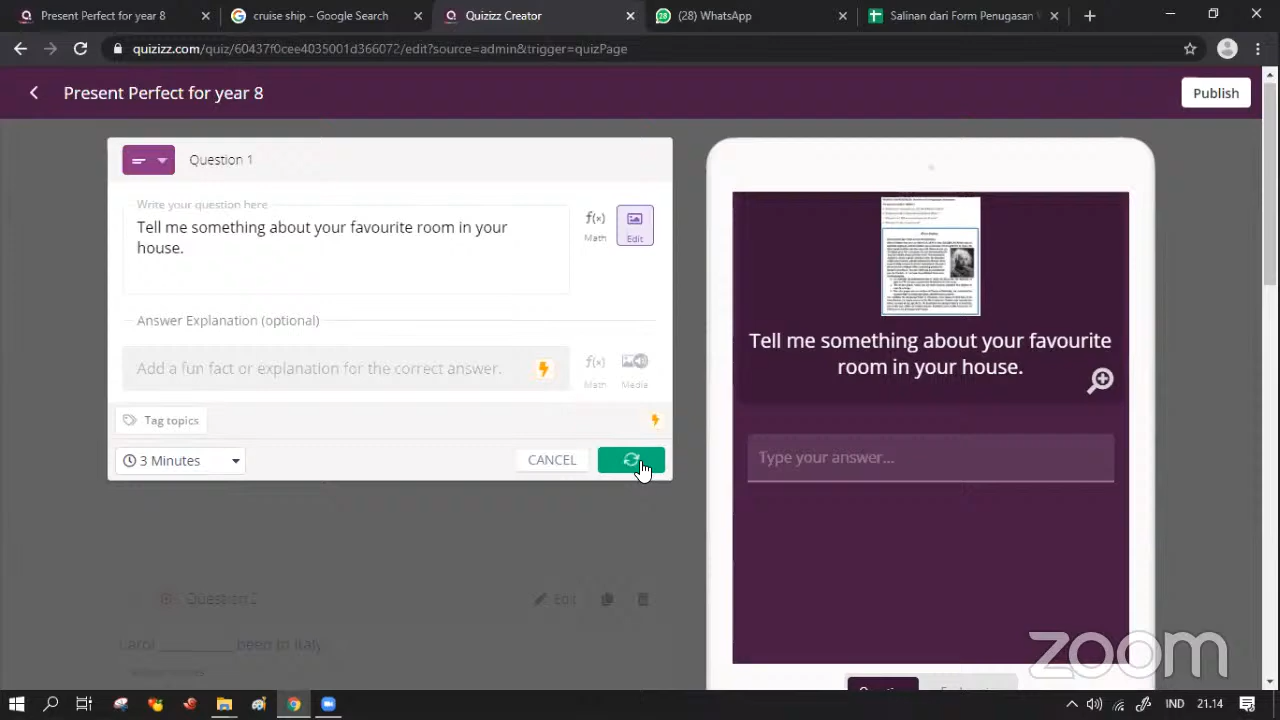 Present Perfect for year 8
cruise ship - Google Search
Quizizz Creator
28
(28) WhatsApp
Salinan dari Form Penugasan
quizizz.com/quiz/60437f0cee4035001d366072/edit?source=admin&trigger=quizPage
Present Perfect for year 8
Publish
Question 1
Write your question here
Tell me something about your favourite room in your
house.
f(x)
Math
Edit
Answer Explanation (optional)
Add a fun fact or explanation for the correct answer.
f(x)
Math
Media
Tag topics
3 Minutes
CANCEL
Tell me something about your favourite
room in your house.
Type your answer...
Question 2
Edit
Carol ________ been to Italy
zoom
IND
21.14